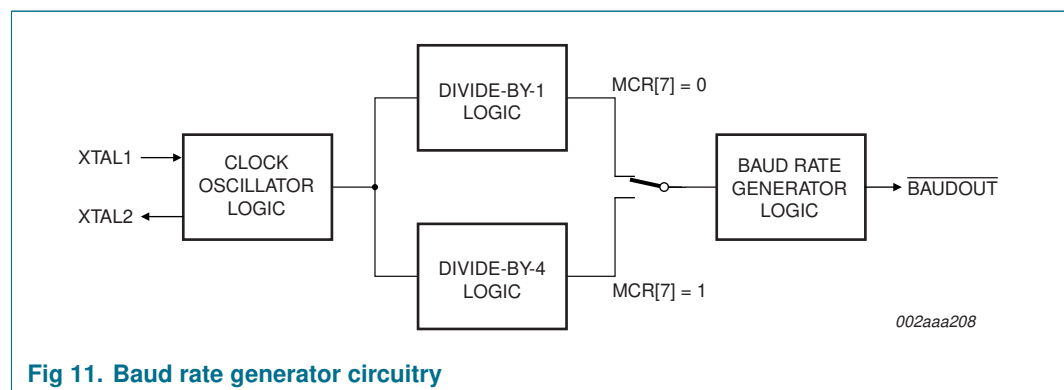 DIVIDE-BY-1
LOGIC
MCR[7] = 0
XTAL1
XTAL2
CLOCK
OSCILLATOR
LOGIC
BAUD RATE
GENERATOR
LOGIC
BAUDOUT
DIVIDE-BY-4
LOGIC
MCR[7] = 1
002aaa208
Fig 11. Baud rate generator circuitry